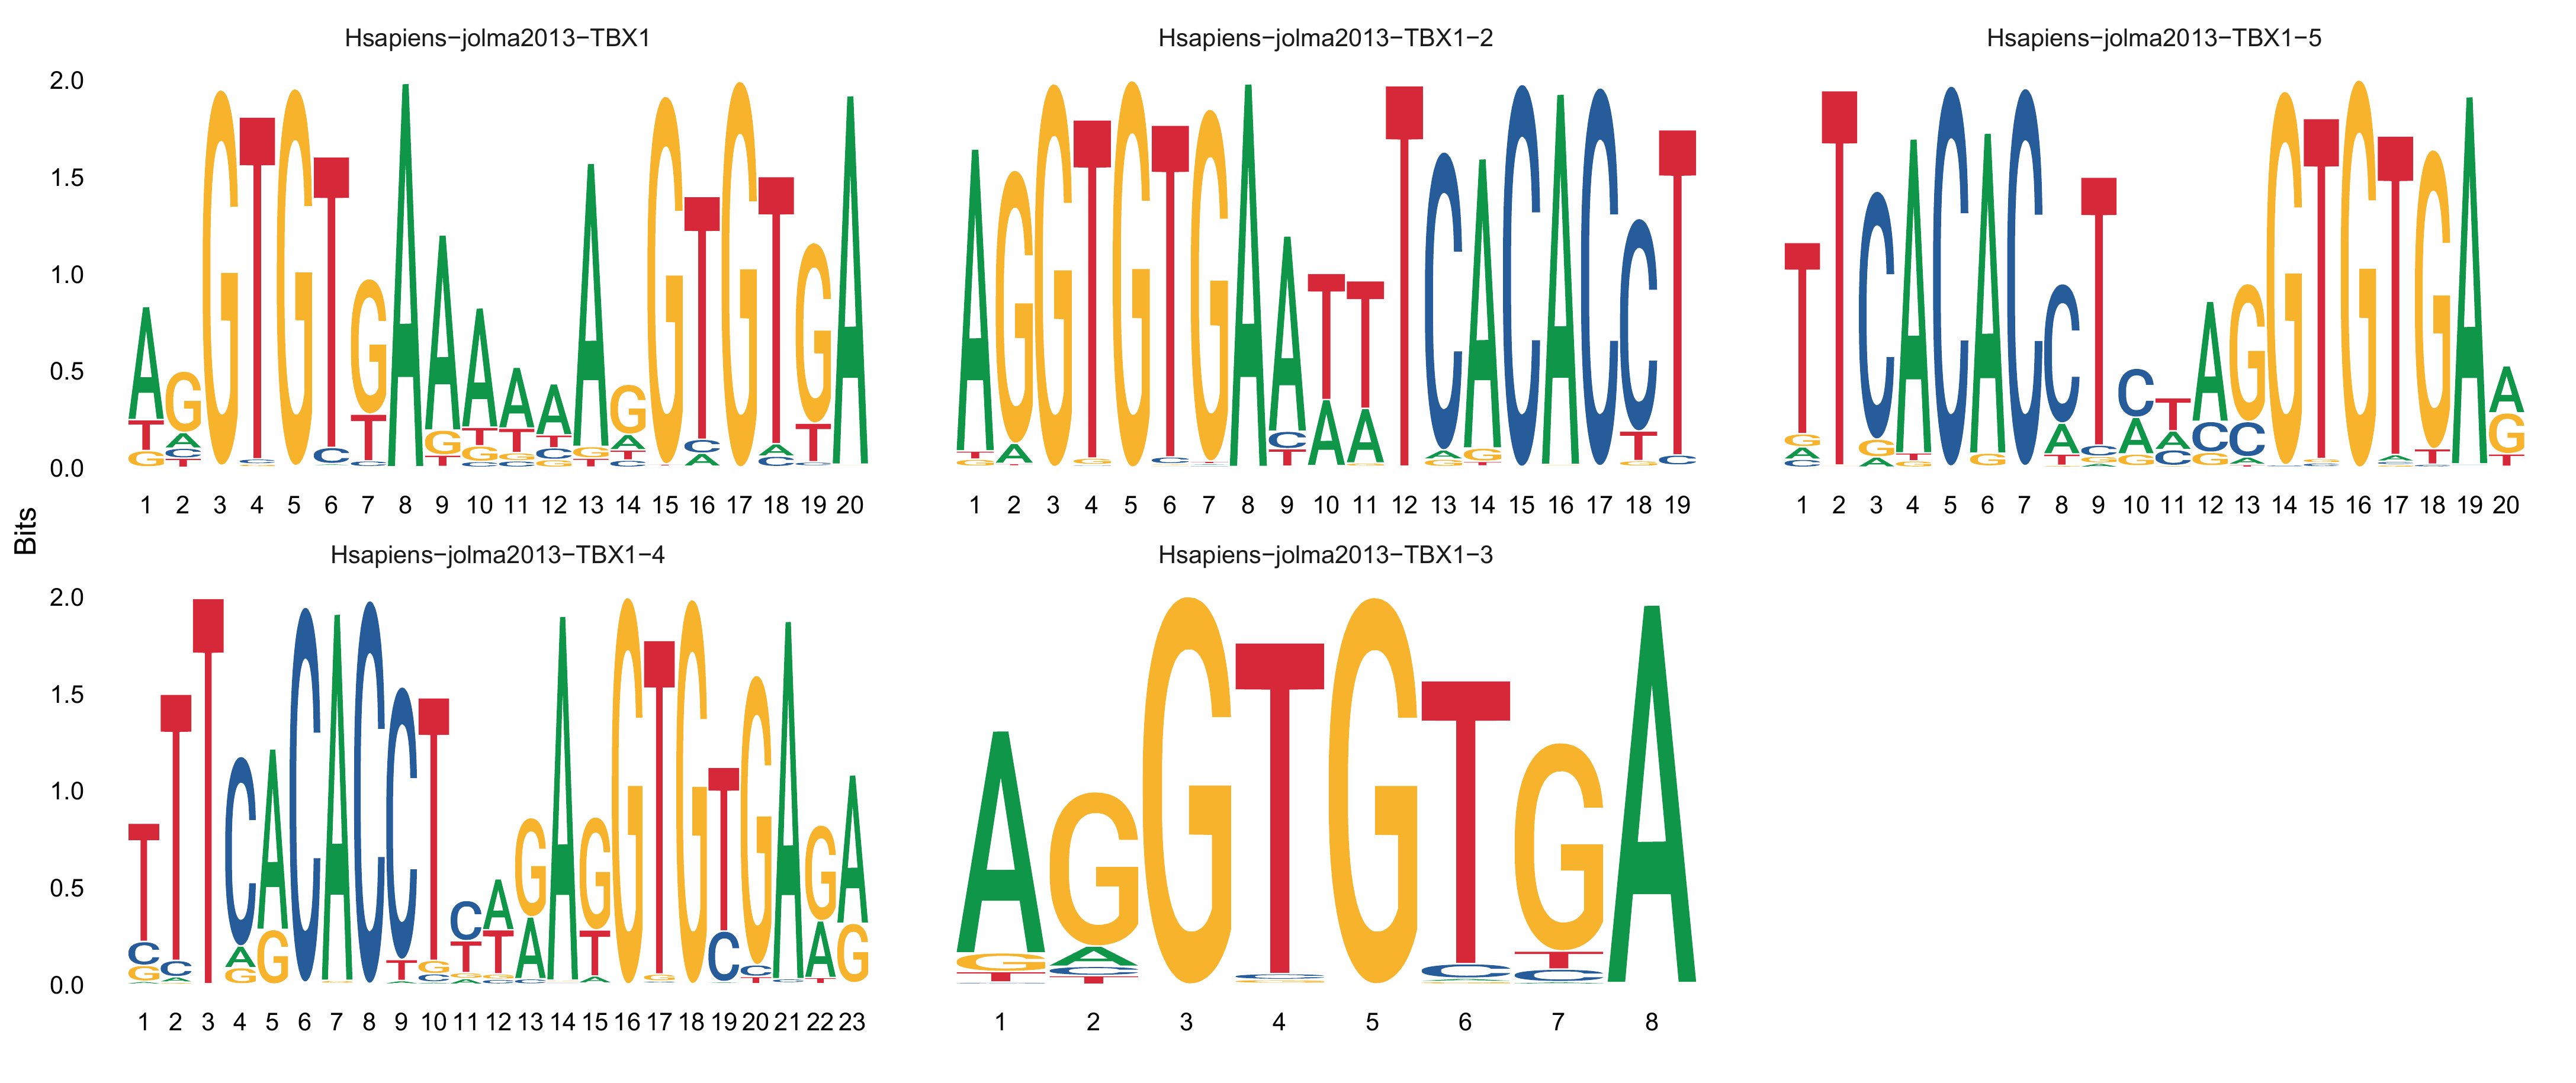 Hsapiens−jolma2013−TBX1
Hsapiens−jolma2013−TBX1−2
Hsapiens−jolma2013−TBX1−5
2.0
1.5
1.0
0.5
0.0
1 2 3 4 5 6 7 8 9 10 11 12 13 14 15 16 17 18 19 20
1 2 3 4 5 6 7 8 9 10 11 12 13 14 15 16 17 18 19
1 2 3 4 5 6 7 8 9 10 11 12 13 14 15 16 17 18 19 20
Bits
Hsapiens−jolma2013−TBX1−4
Hsapiens−jolma2013−TBX1−3
2.0
1.5
1.0
0.5
0.0
1 2 3 4 5 6 7 8 9 10 11 12 13 14 15 16 17 18 19 20 21 22 23
1 2 3 4 5 6 7 8